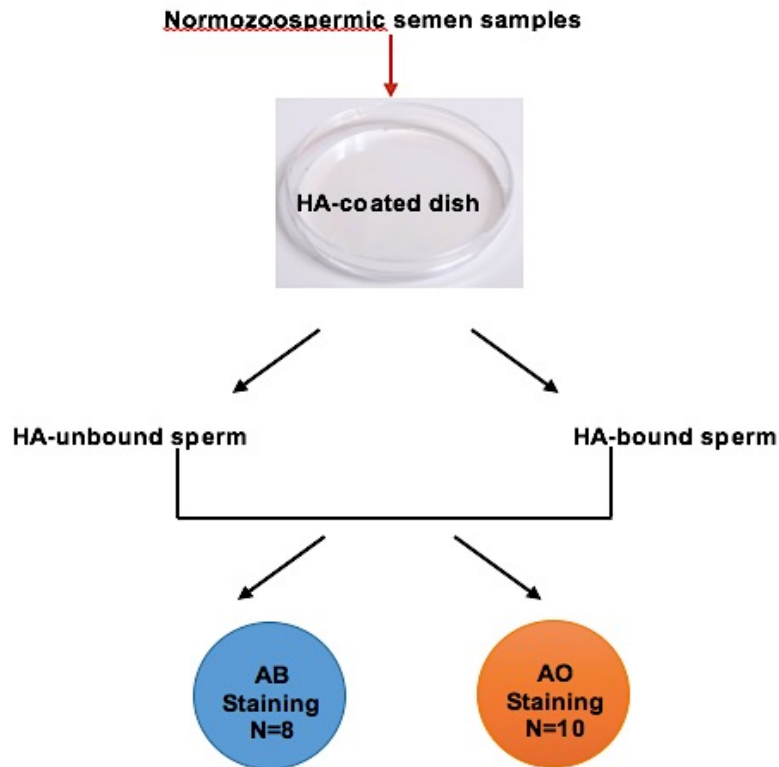 Normozoospermic semen samples
HA-coated dish
HA-unbound sperm
HA-bound sperm
AB
Staining
N=8
AO
Staining
N=10